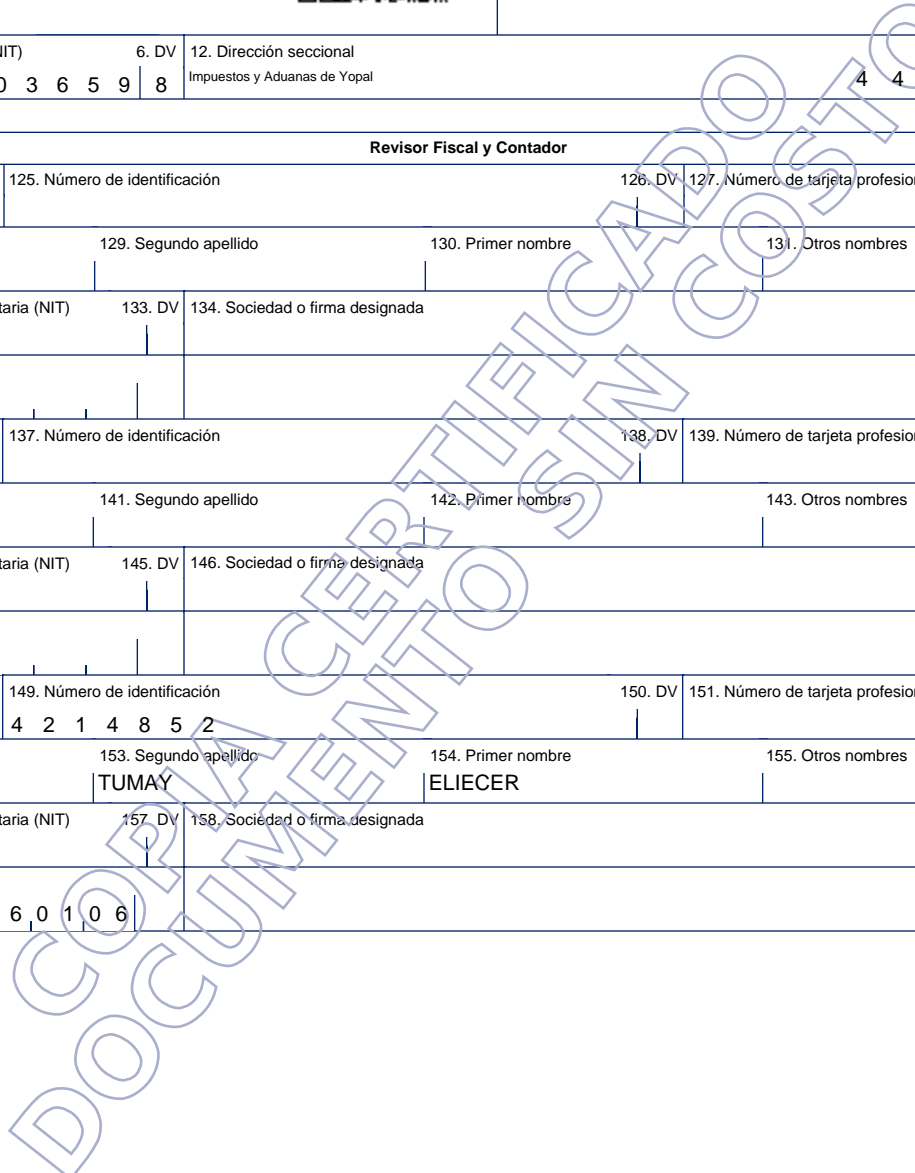 NIT) 6. DV 12. Dirección seccional
0 3 6 5 9 8 Impuestos y Aduanas de Yopal 4 4
Revisor Fiscal y Contador
125. Número de identificación 126. DV 127. Número de tarjeta profesion
129. Segundo apellido 130. Primer nombre 131. Otros nombres
taria (NIT) 133. DV 134. Sociedad o firma designada
137. Número de identificación 138. DV 139. Número de tarjeta profesion
141. Segundo apellido 142. Primer nombre 143. Otros nombres
taria (NIT) 145. DV 146. Sociedad o firma designada
149. Número de identificación 150. DV 151. Número de tarjeta profesion
4 2 1 4 8 5 2
153. Segundo apellido 154. Primer nombre 155. Otros nombres
TUMAY ELIECER
taria (NIT) 157. DV 158. Sociedad o firma designada
6 0 1 0 6
COPIA CERTIFICADO
DOCUMENTO SIN COSTO